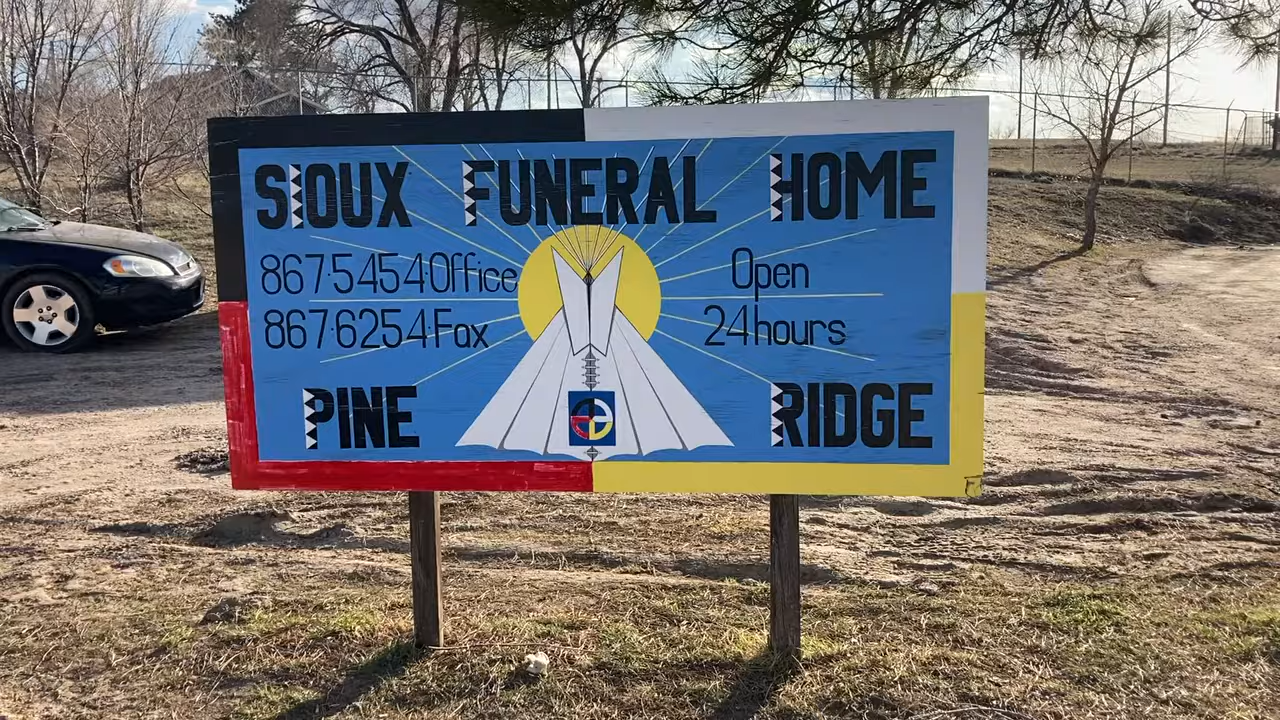 SIOUX FUNERAL HOME
867·5454·Office
867·6254·Fax
Open
24 hours
PINE RIDGE